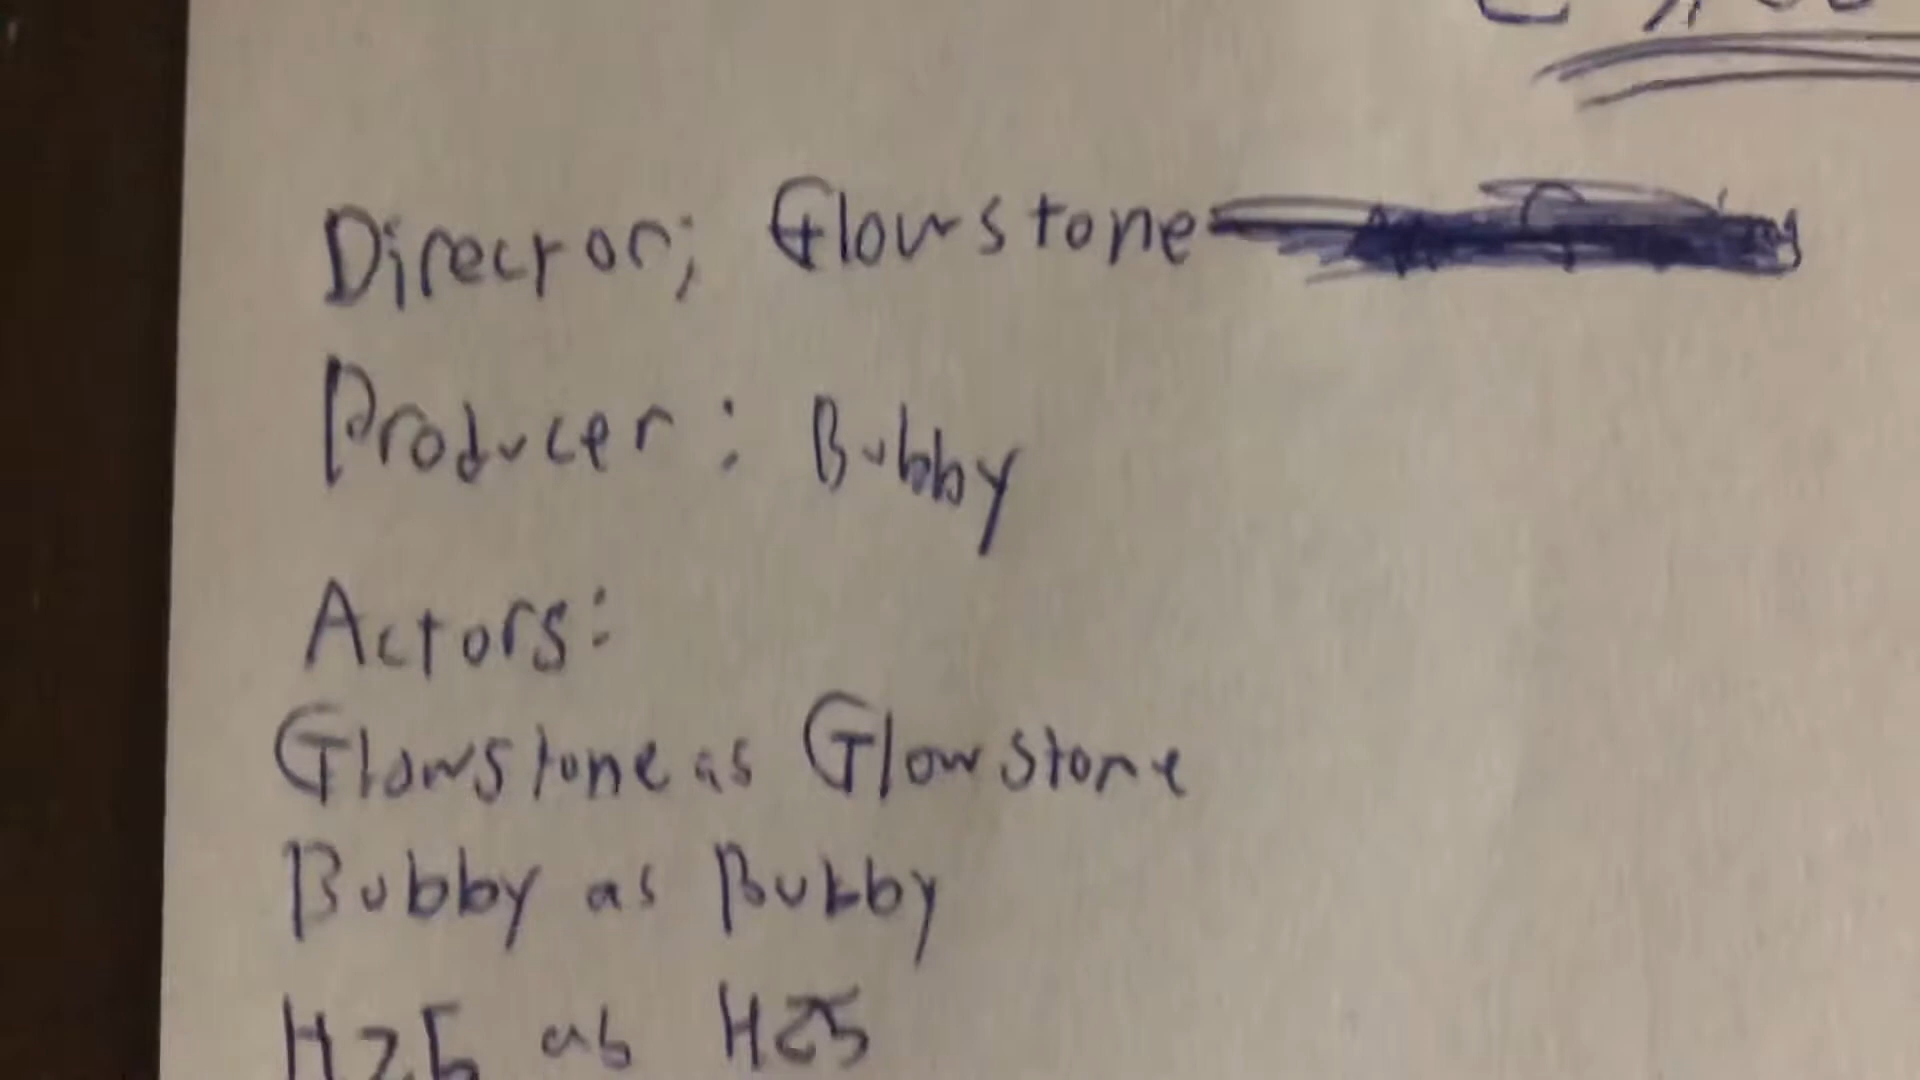 Director; Glowstone
Producer: Bubby
Actors:
Glowstone as Glowstone
Bubby as Bubby
H25 as H25